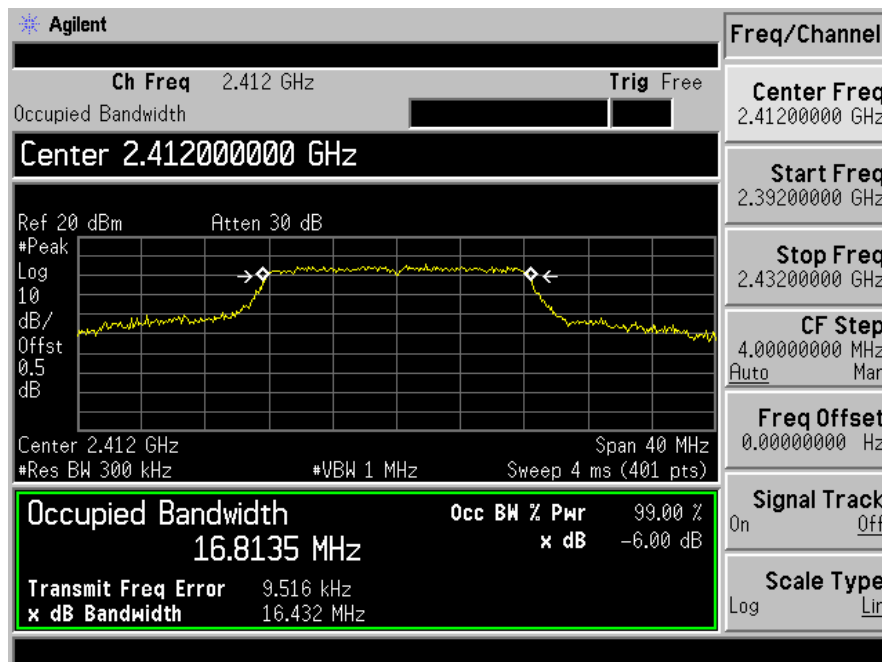 Agilent
Freq/Channel
Ch Freq 2.412 GHz Trig Free
Occupied Bandwidth
Center 2.412000000 GHz
Ref 20 dBm Atten 30 dB
#Peak
Log
10
dB/
Offst
0.5
dB
Center 2.412 GHz Span 40 MHz
#Res BW 300 kHz #VBW 1 MHz Sweep 4 ms (401 pts)
Occupied Bandwidth Occ BW % Pwr 99.00 %
16.8135 MHz x dB -6.00 dB
Transmit Freq Error 9.516 kHz
x dB Bandwidth 16.432 MHz
Center Freq
2.41200000 GHz
Start Freq
2.39200000 GHz
Stop Freq
2.43200000 GHz
CF Step
4.00000000 MHz
Auto Man
Freq Offset
0.00000000 Hz
Signal Track
On Off
Scale Type
Log Lin